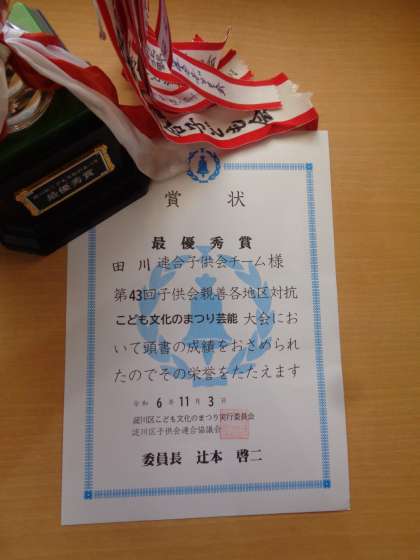 子ども会
最優秀賞
賞状
最優秀賞
田川連合子供会チーム様
第43回子供会親善各地区対抗
こども文化のまつり芸能 大会にお
いて頭書の成績をおさめられ
たのでその栄誉をたたえます
令和 6年 11月 3日
淀川区こども文化のまつり実行委員会
淀川区子供会連合協議会
委員長 辻本 啓二